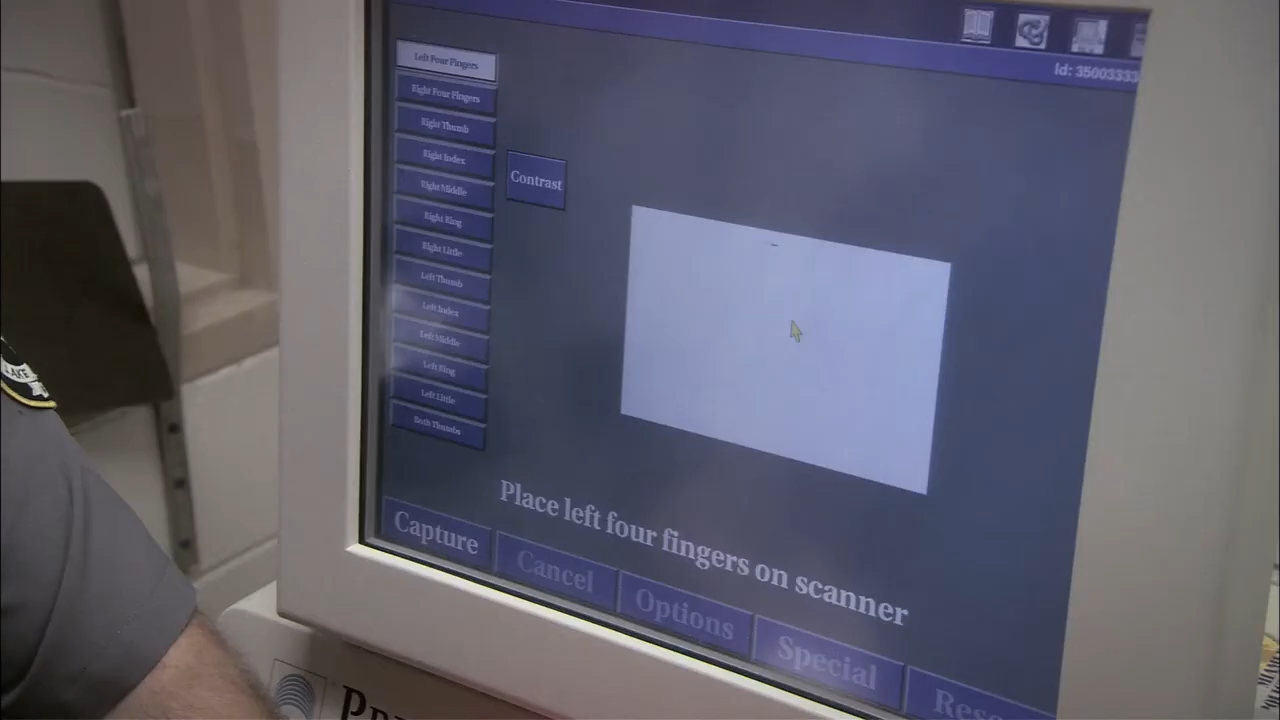 Id: 35003333
Left Four Fingers
Right Four Fingers
Right Thumb
Right Index
Right Middle
Right Ring
Right Little
Left Thumb
Left Index
Left Middle
Left Ring
Left Little
Both Thumbs
Contrast
Place left four fingers on scanner
Capture
Cancel
Options
Special
LAKE